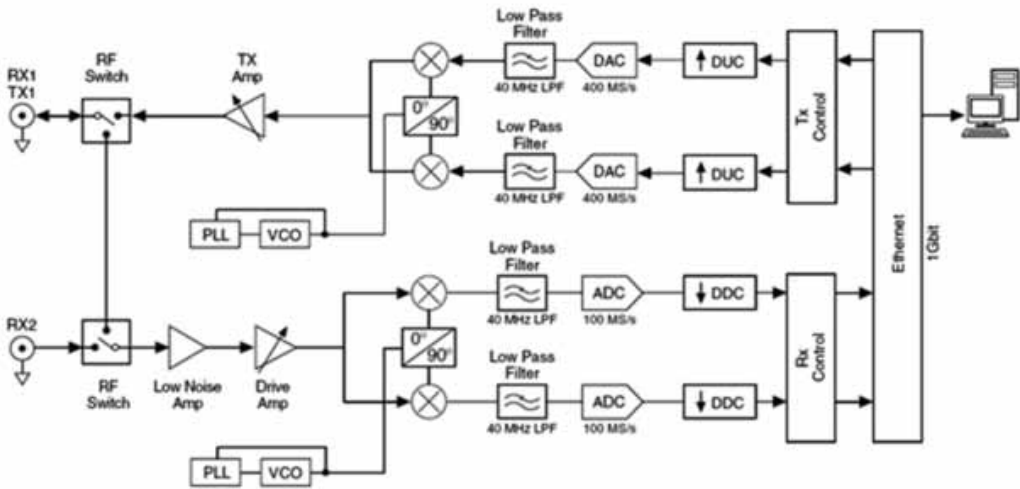 Low Pass
Filter
40 MHz LPF
DAC
400 MS/s
↑ DUC
RF
Switch
TX
Amp
RX1
TX1
0°
90°
Tx
Control
Low Pass
Filter
40 MHz LPF
DAC
400 MS/s
↑ DUC
PLL
VCO
Ethernet
1Gbit
Low Pass
Filter
40 MHz LPF
ADC
100 MS/s
↓ DDC
RX2
RF
Switch
Low Noise
Amp
Drive
Amp
0°
90°
Rx
Control
Low Pass
Filter
40 MHz LPF
ADC
100 MS/s
↓ DDC
PLL
VCO